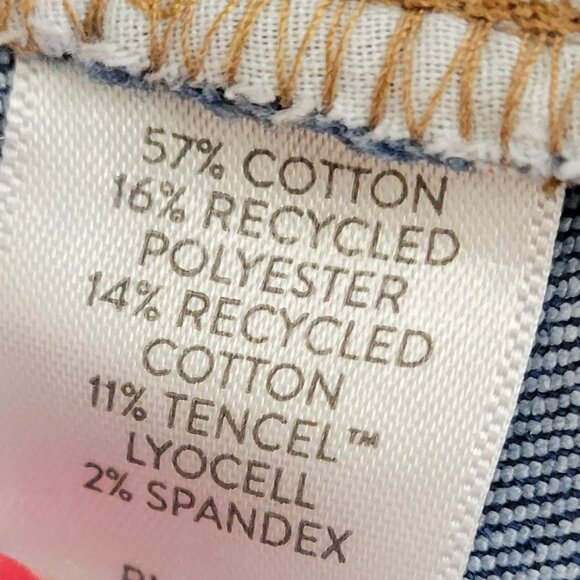 57% COTTON
16% RECYCLED
POLYESTER
14% RECYCLED
COTTON
11% TENCEL™
LYOCELL
2% SPANDEX